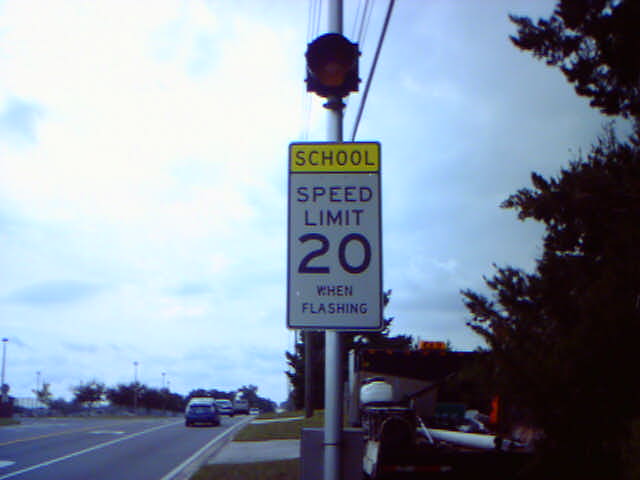 SCHOOL
SPEED
LIMIT
20
WHEN
FLASHING